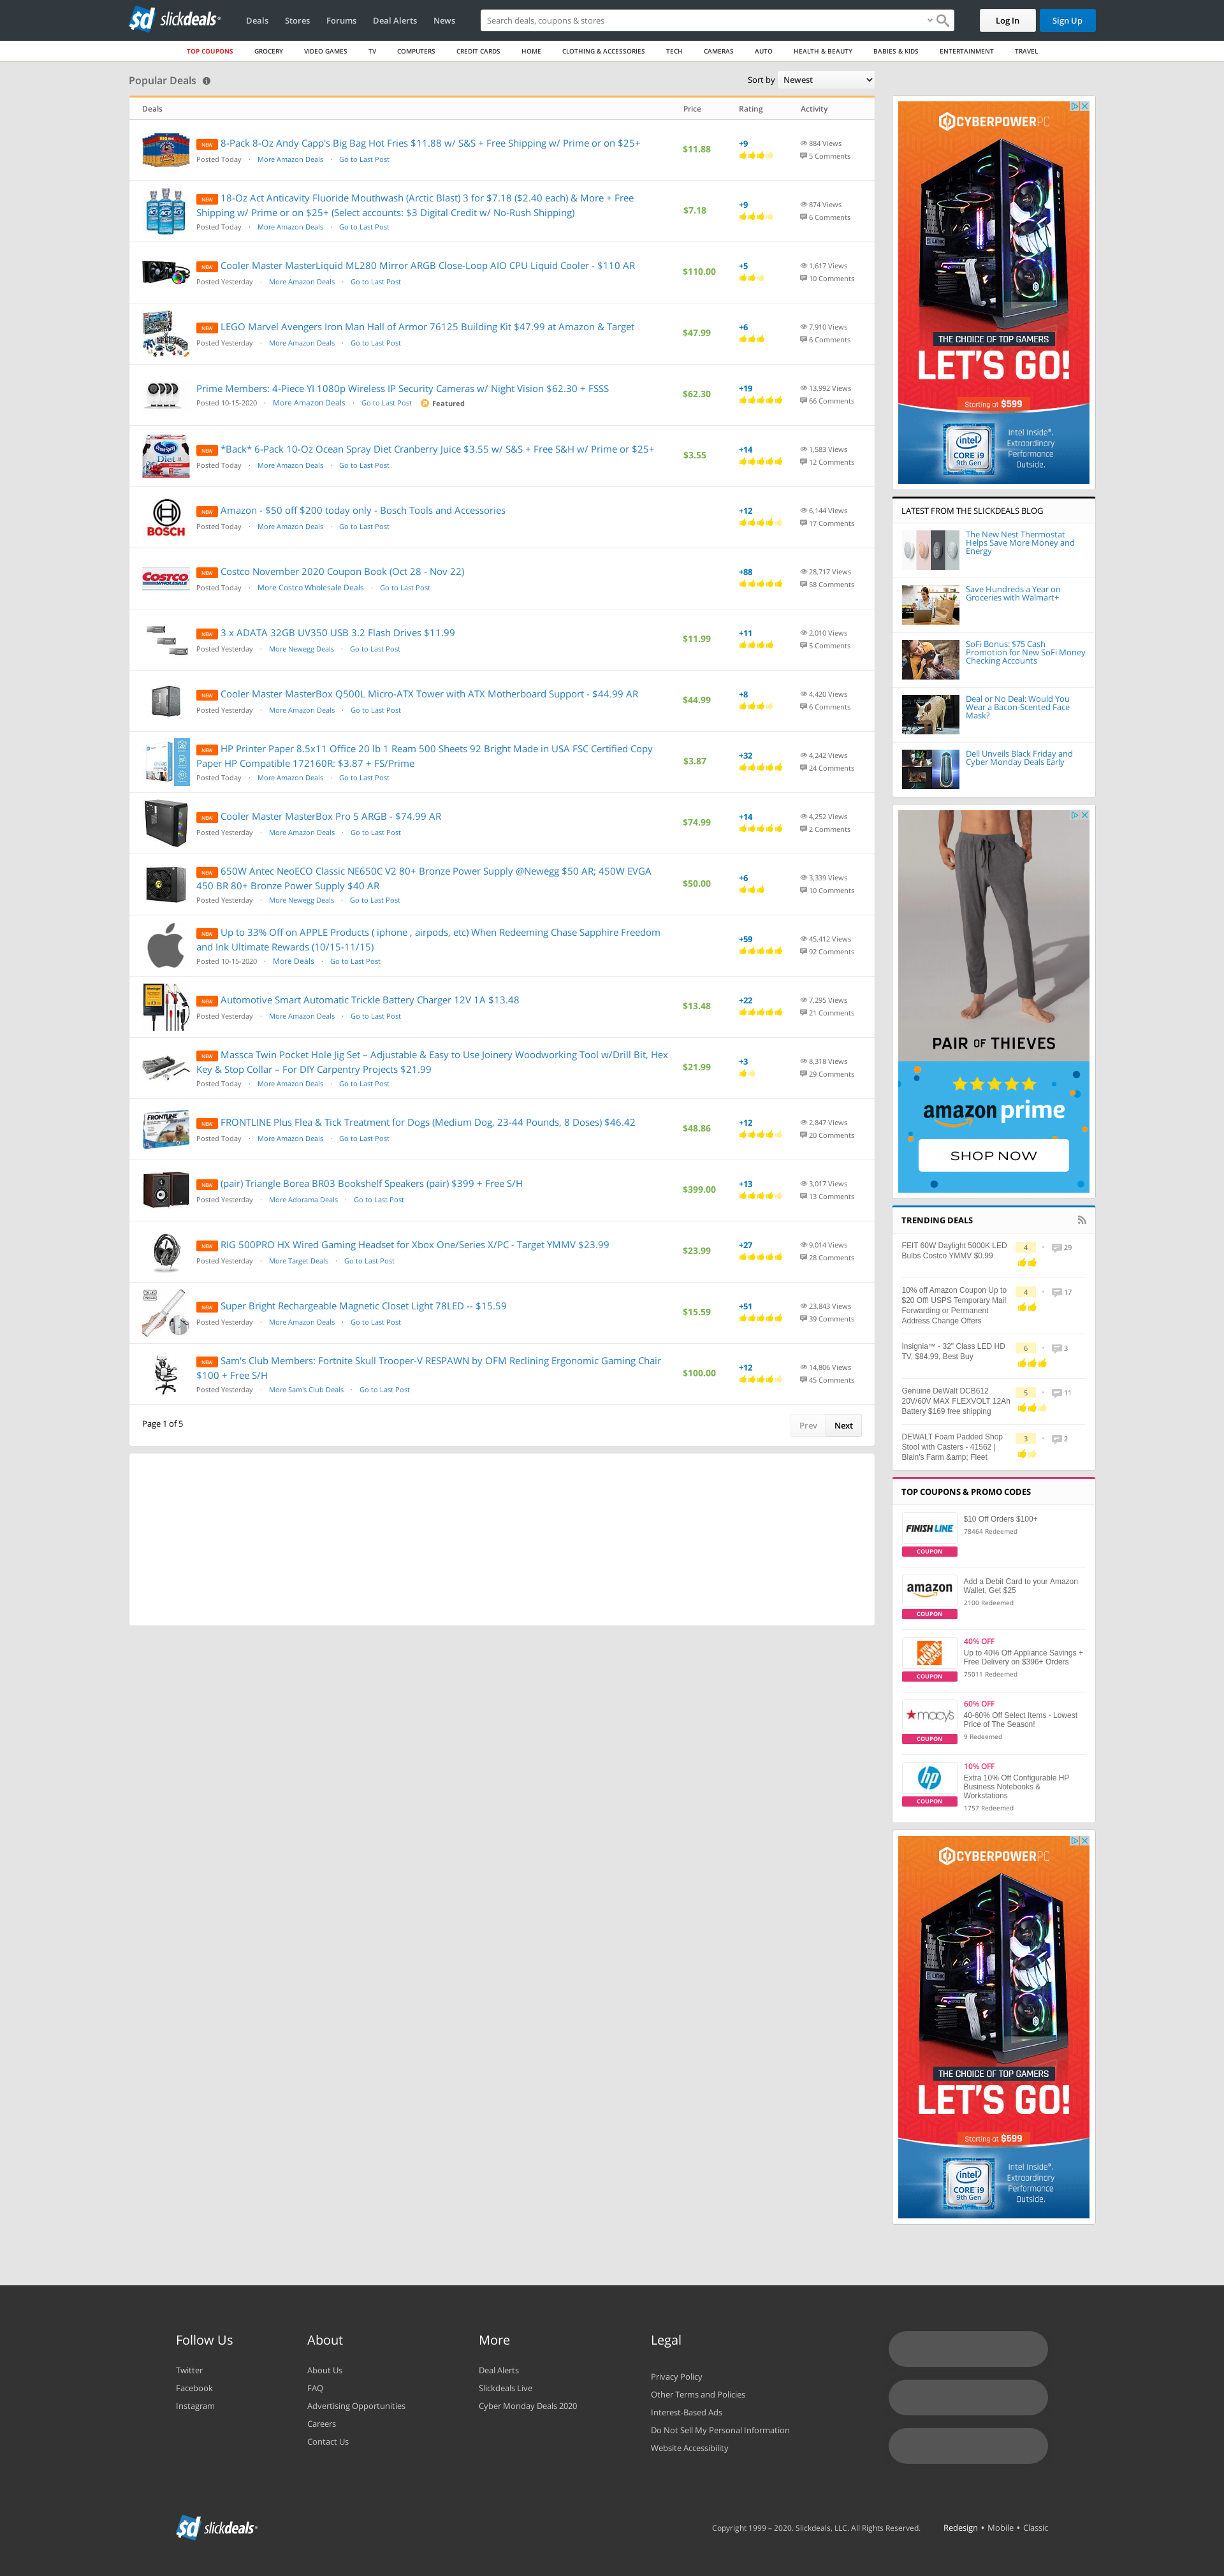 slickdeals
Deals
Stores
Forums
Deal Alerts
News
Search deals, coupons & stores
Log In
Sign Up
TOP COUPONS
GROCERY
VIDEO GAMES
TV
COMPUTERS
CREDIT CARDS
HOME
CLOTHING & ACCESSORIES
TECH
CAMERAS
AUTO
HEALTH & BEAUTY
BABIES & KIDS
ENTERTAINMENT
TRAVEL
Popular Deals
Sort by Newest
Deals Price Rating Activity
NEW 8-Pack 8-Oz Andy Capp's Big Bag Hot Fries $11.88 w/ S&S + Free Shipping w/ Prime or on $25+
Posted Today · More Amazon Deals · Go to Last Post
$11.88
+9
884 Views
5 Comments
NEW 18-Oz Act Anticavity Fluoride Mouthwash (Arctic Blast) 3 for $7.18 ($2.40 each) & More + Free
Shipping w/ Prime or on $25+ (Select accounts: $3 Digital Credit w/ No-Rush Shipping)
Posted Today · More Amazon Deals · Go to Last Post
$7.18
+9
874 Views
6 Comments
NEW Cooler Master MasterLiquid ML280 Mirror ARGB Close-Loop AIO CPU Liquid Cooler - $110 AR
Posted Yesterday · More Amazon Deals · Go to Last Post
$110.00
+5
1,617 Views
10 Comments
NEW LEGO Marvel Avengers Iron Man Hall of Armor 76125 Building Kit $47.99 at Amazon & Target
Posted Yesterday · More Amazon Deals · Go to Last Post
$47.99
+6
7,910 Views
6 Comments
Prime Members: 4-Piece YI 1080p Wireless IP Security Cameras w/ Night Vision $62.30 + FSSS
Posted 10-15-2020 · More Amazon Deals · Go to Last Post Featured
$62.30
+19
13,992 Views
66 Comments
NEW *Back* 6-Pack 10-Oz Ocean Spray Diet Cranberry Juice $3.55 w/ S&S + Free S&H w/ Prime or $25+
Posted Today · More Amazon Deals · Go to Last Post
$3.55
+14
1,583 Views
12 Comments
BOSCH
NEW Amazon - $50 off $200 today only - Bosch Tools and Accessories
Posted Today · More Amazon Deals · Go to Last Post
+12
6,144 Views
17 Comments
COSTCO
WHOLESALE
NEW Costco November 2020 Coupon Book (Oct 28 - Nov 22)
Posted Today · More Costco Wholesale Deals · Go to Last Post
+88
28,717 Views
58 Comments
NEW 3 x ADATA 32GB UV350 USB 3.2 Flash Drives $11.99
Posted Yesterday · More Newegg Deals · Go to Last Post
$11.99
+11
2,010 Views
5 Comments
NEW Cooler Master MasterBox Q500L Micro-ATX Tower with ATX Motherboard Support - $44.99 AR
Posted Yesterday · More Amazon Deals · Go to Last Post
$44.99
+8
4,420 Views
6 Comments
NEW HP Printer Paper 8.5x11 Office 20 lb 1 Ream 500 Sheets 92 Bright Made in USA FSC Certified Copy
Paper HP Compatible 172160R: $3.87 + FS/Prime
Posted Today · More Amazon Deals · Go to Last Post
$3.87
+32
4,242 Views
24 Comments
NEW Cooler Master MasterBox Pro 5 ARGB - $74.99 AR
Posted Yesterday · More Amazon Deals · Go to Last Post
$74.99
+14
4,252 Views
2 Comments
NEW 650W Antec NeoECO Classic NE650C V2 80+ Bronze Power Supply @Newegg $50 AR; 450W EVGA
450 BR 80+ Bronze Power Supply $40 AR
Posted Yesterday · More Newegg Deals · Go to Last Post
$50.00
+6
3,339 Views
10 Comments
NEW Up to 33% Off on APPLE Products ( iphone , airpods, etc) When Redeeming Chase Sapphire Freedom
and Ink Ultimate Rewards (10/15-11/15)
Posted 10-15-2020 · More Deals · Go to Last Post
+59
45,412 Views
92 Comments
NEW Automotive Smart Automatic Trickle Battery Charger 12V 1A $13.48
Posted Yesterday · More Amazon Deals · Go to Last Post
$13.48
+22
7,295 Views
21 Comments
NEW Massca Twin Pocket Hole Jig Set – Adjustable & Easy to Use Joinery Woodworking Tool w/Drill Bit, Hex
Key & Stop Collar – For DIY Carpentry Projects $21.99
Posted Today · More Amazon Deals · Go to Last Post
$21.99
+3
8,318 Views
29 Comments
FRONTLINE
NEW FRONTLINE Plus Flea & Tick Treatment for Dogs (Medium Dog, 23-44 Pounds, 8 Doses) $46.42
Posted Today · More Amazon Deals · Go to Last Post
$48.86
+12
2,847 Views
20 Comments
NEW (pair) Triangle Borea BR03 Bookshelf Speakers (pair) $399 + Free S/H
Posted Yesterday · More Adorama Deals · Go to Last Post
$399.00
+13
3,017 Views
13 Comments
NEW RIG 500PRO HX Wired Gaming Headset for Xbox One/Series X/PC - Target YMMV $23.99
Posted Yesterday · More Target Deals · Go to Last Post
$23.99
+27
9,014 Views
28 Comments
NEW Super Bright Rechargeable Magnetic Closet Light 78LED -- $15.59
Posted Yesterday · More Amazon Deals · Go to Last Post
$15.59
+51
23,843 Views
39 Comments
NEW Sam's Club Members: Fortnite Skull Trooper-V RESPAWN by OFM Reclining Ergonomic Gaming Chair
$100 + Free S/H
Posted Yesterday · More Sam's Club Deals · Go to Last Post
$100.00
+12
14,806 Views
45 Comments
Page 1 of 5
Prev
Next
CYBERPOWERPC
THE CHOICE OF TOP GAMERS
LET'S GO!
Starting at $599
intel
CORE i9
9th Gen
Intel Inside®.
Extraordinary
Performance
Outside.
LATEST FROM THE SLICKDEALS BLOG
The New Nest Thermostat
Helps Save More Money and
Energy
Save Hundreds a Year on
Groceries with Walmart+
SoFi Bonus: $75 Cash
Promotion for New SoFi Money
Checking Accounts
Deal or No Deal: Would You
Wear a Bacon-Scented Face
Mask?
Dell Unveils Black Friday and
Cyber Monday Deals Early
PAIR OF THIEVES
amazon prime
SHOP NOW
TRENDING DEALS
FEIT 60W Daylight 5000K LED
Bulbs Costco YMMV $0.99
4 · 29
10% off Amazon Coupon Up to
$20 Off! USPS Temporary Mail
Forwarding or Permanent
Address Change Offers
4 · 17
Insignia™ - 32" Class LED HD
TV, $84.99, Best Buy
6 · 3
Genuine DeWalt DCB612
20V/60V MAX FLEXVOLT 12Ah
Battery $169 free shipping
5 · 11
DEWALT Foam Padded Shop
Stool with Casters - 41562 |
Blain's Farm &amp; Fleet
3 · 2
TOP COUPONS & PROMO CODES
FINISH LINE
COUPON
$10 Off Orders $100+
78464 Redeemed
amazon
COUPON
Add a Debit Card to your Amazon
Wallet, Get $25
2100 Redeemed
THE HOME DEPOT
COUPON
40% OFF
Up to 40% Off Appliance Savings +
Free Delivery on $396+ Orders
75011 Redeemed
macy's
COUPON
60% OFF
40-60% Off Select Items - Lowest
Price of The Season!
9 Redeemed
hp
COUPON
10% OFF
Extra 10% Off Configurable HP
Business Notebooks &
Workstations
1757 Redeemed
CYBERPOWERPC
THE CHOICE OF TOP GAMERS
LET'S GO!
Starting at $599
intel
CORE i9
9th Gen
Intel Inside®.
Extraordinary
Performance
Outside.
Follow Us
Twitter
Facebook
Instagram
About
About Us
FAQ
Advertising Opportunities
Careers
Contact Us
More
Deal Alerts
Slickdeals Live
Cyber Monday Deals 2020
Legal
Privacy Policy
Other Terms and Policies
Interest-Based Ads
Do Not Sell My Personal Information
Website Accessibility
slickdeals
Copyright 1999 – 2020. Slickdeals, LLC. All Rights Reserved.
Redesign • Mobile • Classic